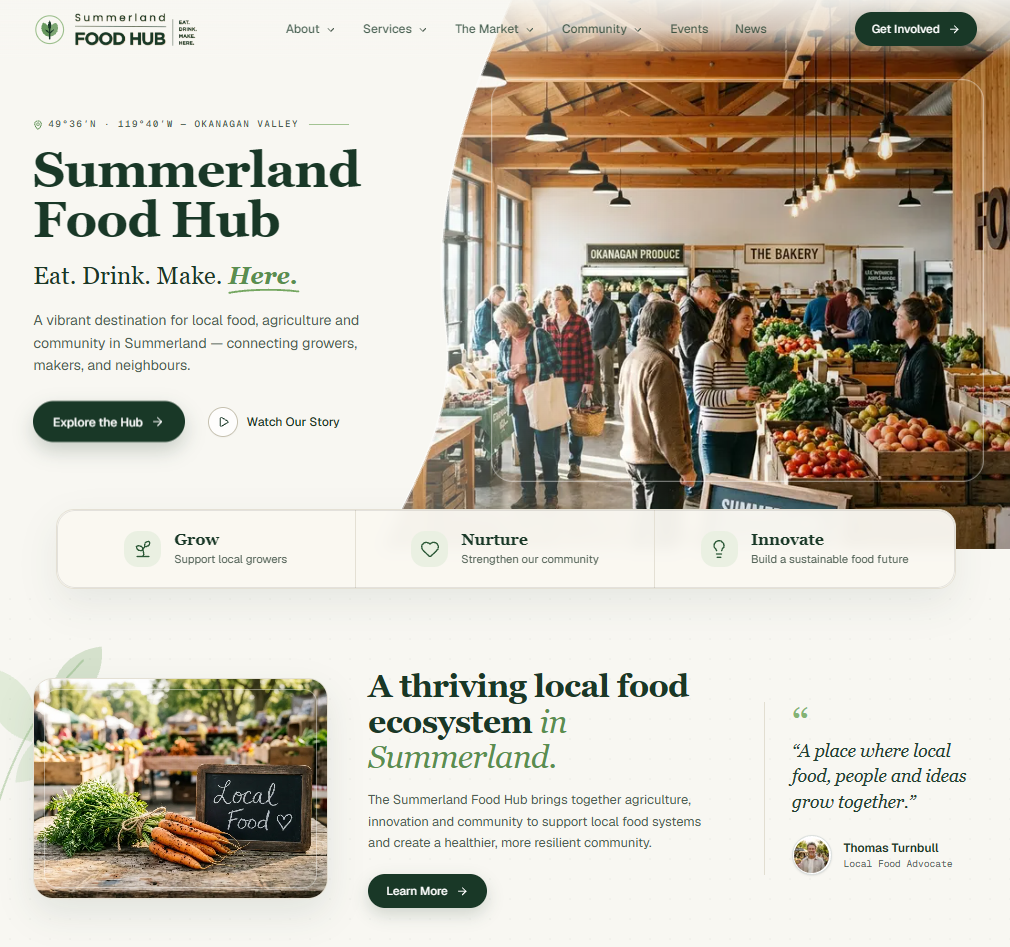 Summerland
FOOD HUB
EAT.
DRINK.
MAKE.
HERE.
About
Services
The Market
Community
Events
News
Get Involved
49°36'N · 119°40'W — OKANAGAN VALLEY
Summerland
Food Hub
Eat. Drink. Make. Here.
A vibrant destination for local food, agriculture and
community in Summerland — connecting growers,
makers, and neighbours.
Explore the Hub
Watch Our Story
OKANAGAN PRODUCE
THE BAKERY
FO
Grow
Support local growers
Nurture
Strengthen our community
Innovate
Build a sustainable food future
Local
Food
A thriving local food
ecosystem in
Summerland.
The Summerland Food Hub brings together agriculture,
innovation and community to support local food systems
and create a healthier, more resilient community.
Learn More
“
“A place where local
food, people and ideas
grow together.”
Thomas Turnbull
Local Food Advocate